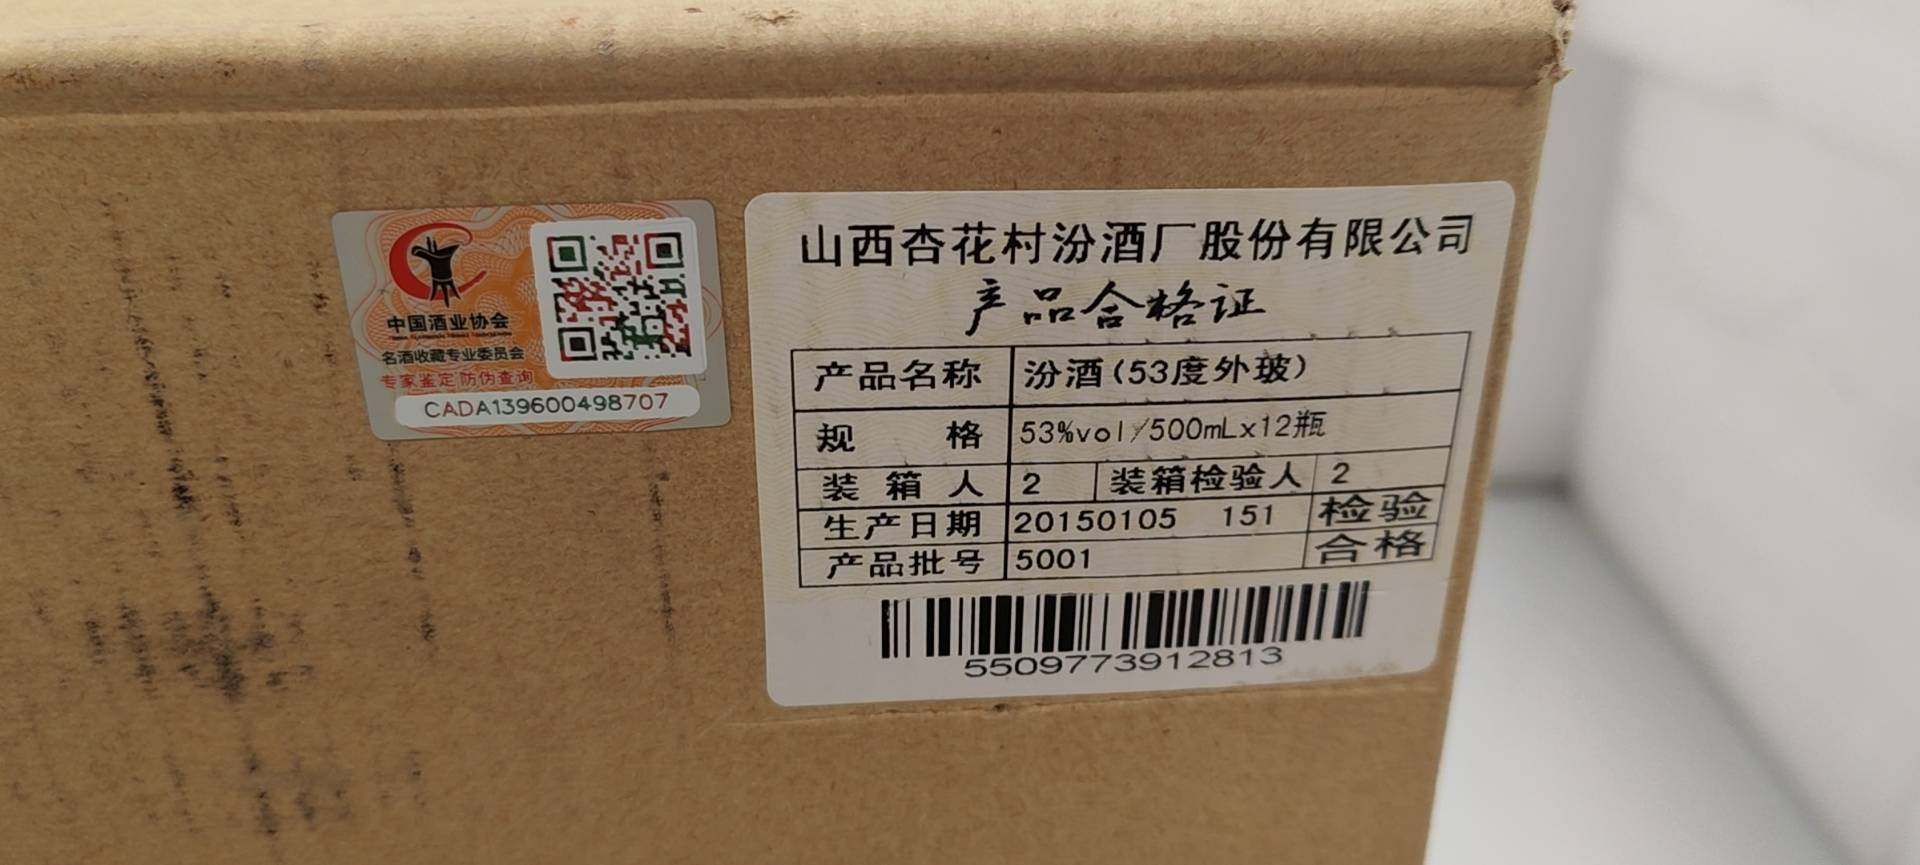 中国酒业协会
名酒收藏专业委员会
专家鉴定 防伪查询
CADA139600498707
山西杏花村汾酒厂股份有限公司
产品合格证
产品名称 汾酒(53度外玻)
规 格 53%vol/500mLx12瓶
装箱人 2 装箱检验人 2
生产日期 20150105 151 检验
产品批号 5001 合格
5509773912813